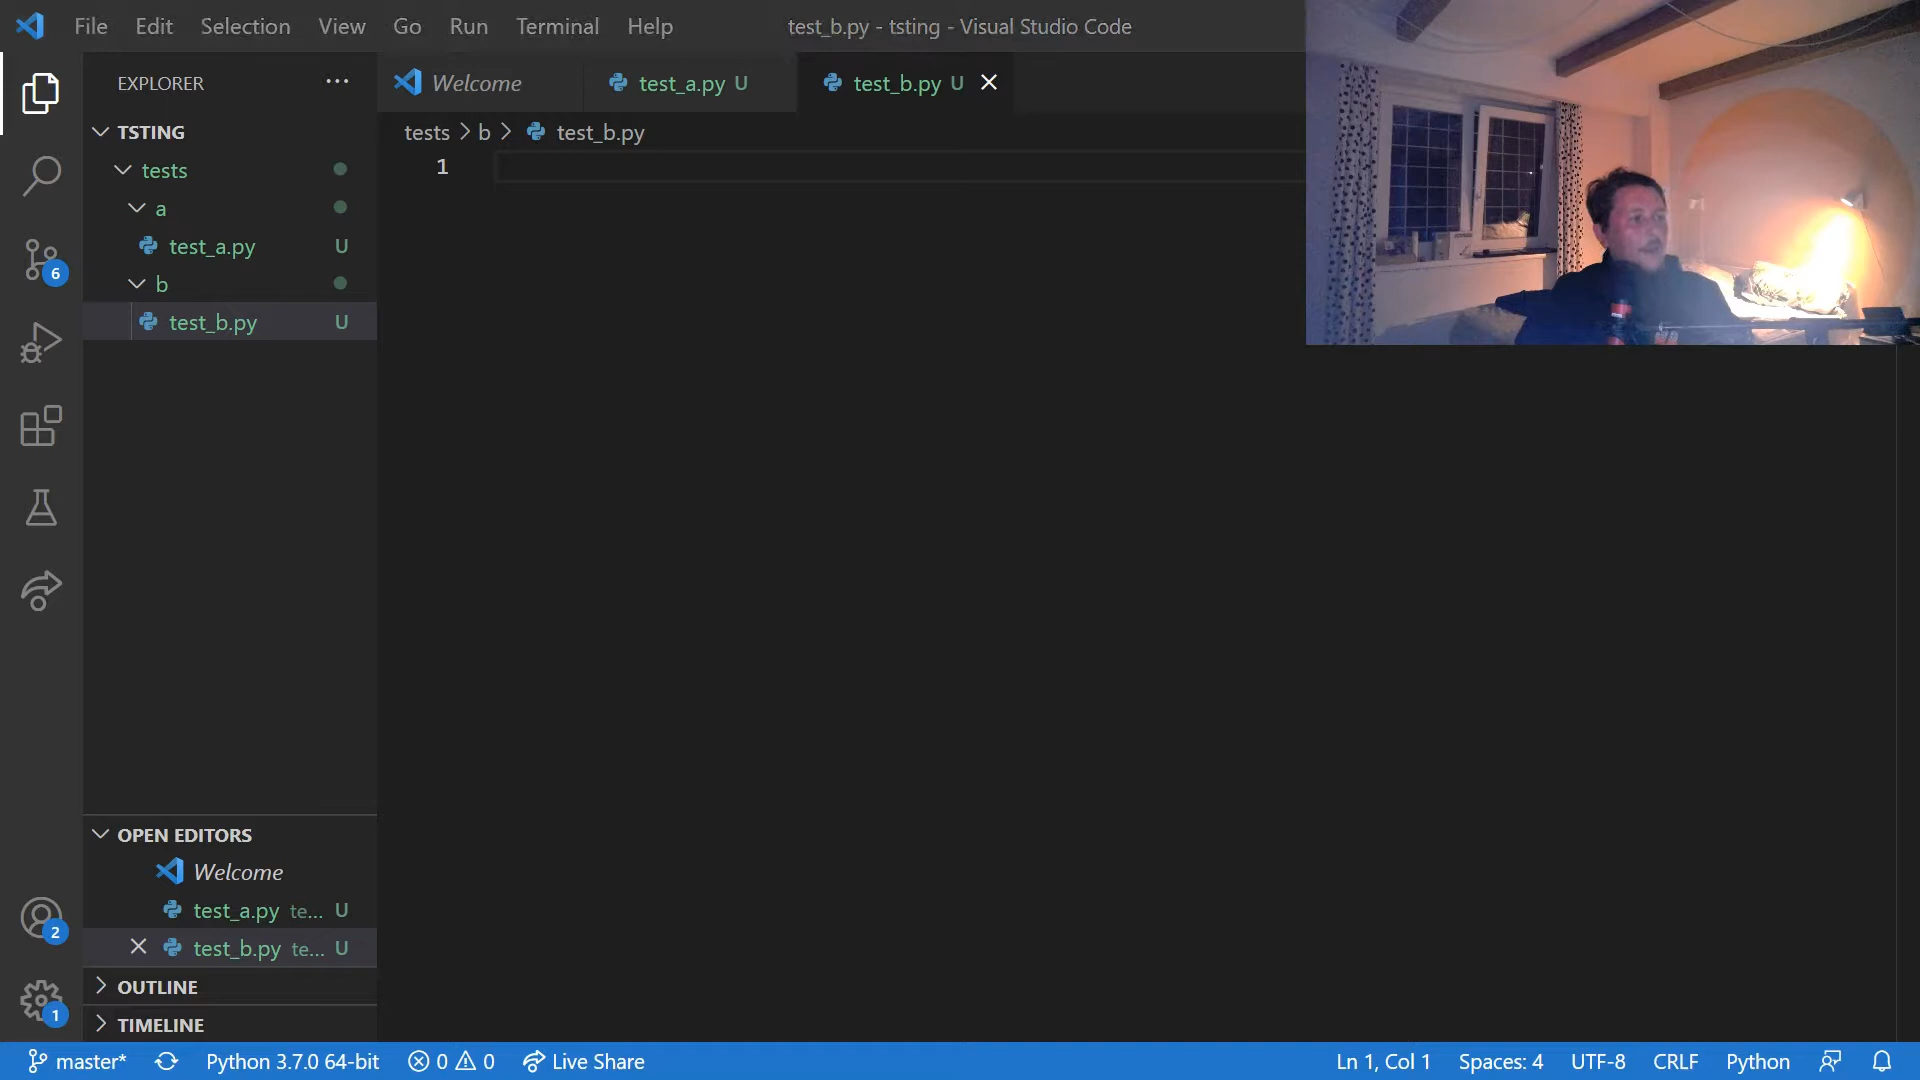 File Edit Selection View Go Run Terminal Help
test_b.py - tsting - Visual Studio Code
EXPLORER ···
Welcome
test_a.py U
test_b.py U
TSTING
tests > b > test_b.py
1
tests
a
test_a.py U
b
test_b.py U
6
OPEN EDITORS
Welcome
test_a.py te... U
test_b.py te... U
2
OUTLINE
1
TIMELINE
master* Python 3.7.0 64-bit 0 0 Live Share Ln 1, Col 1 Spaces: 4 UTF-8 CRLF Python